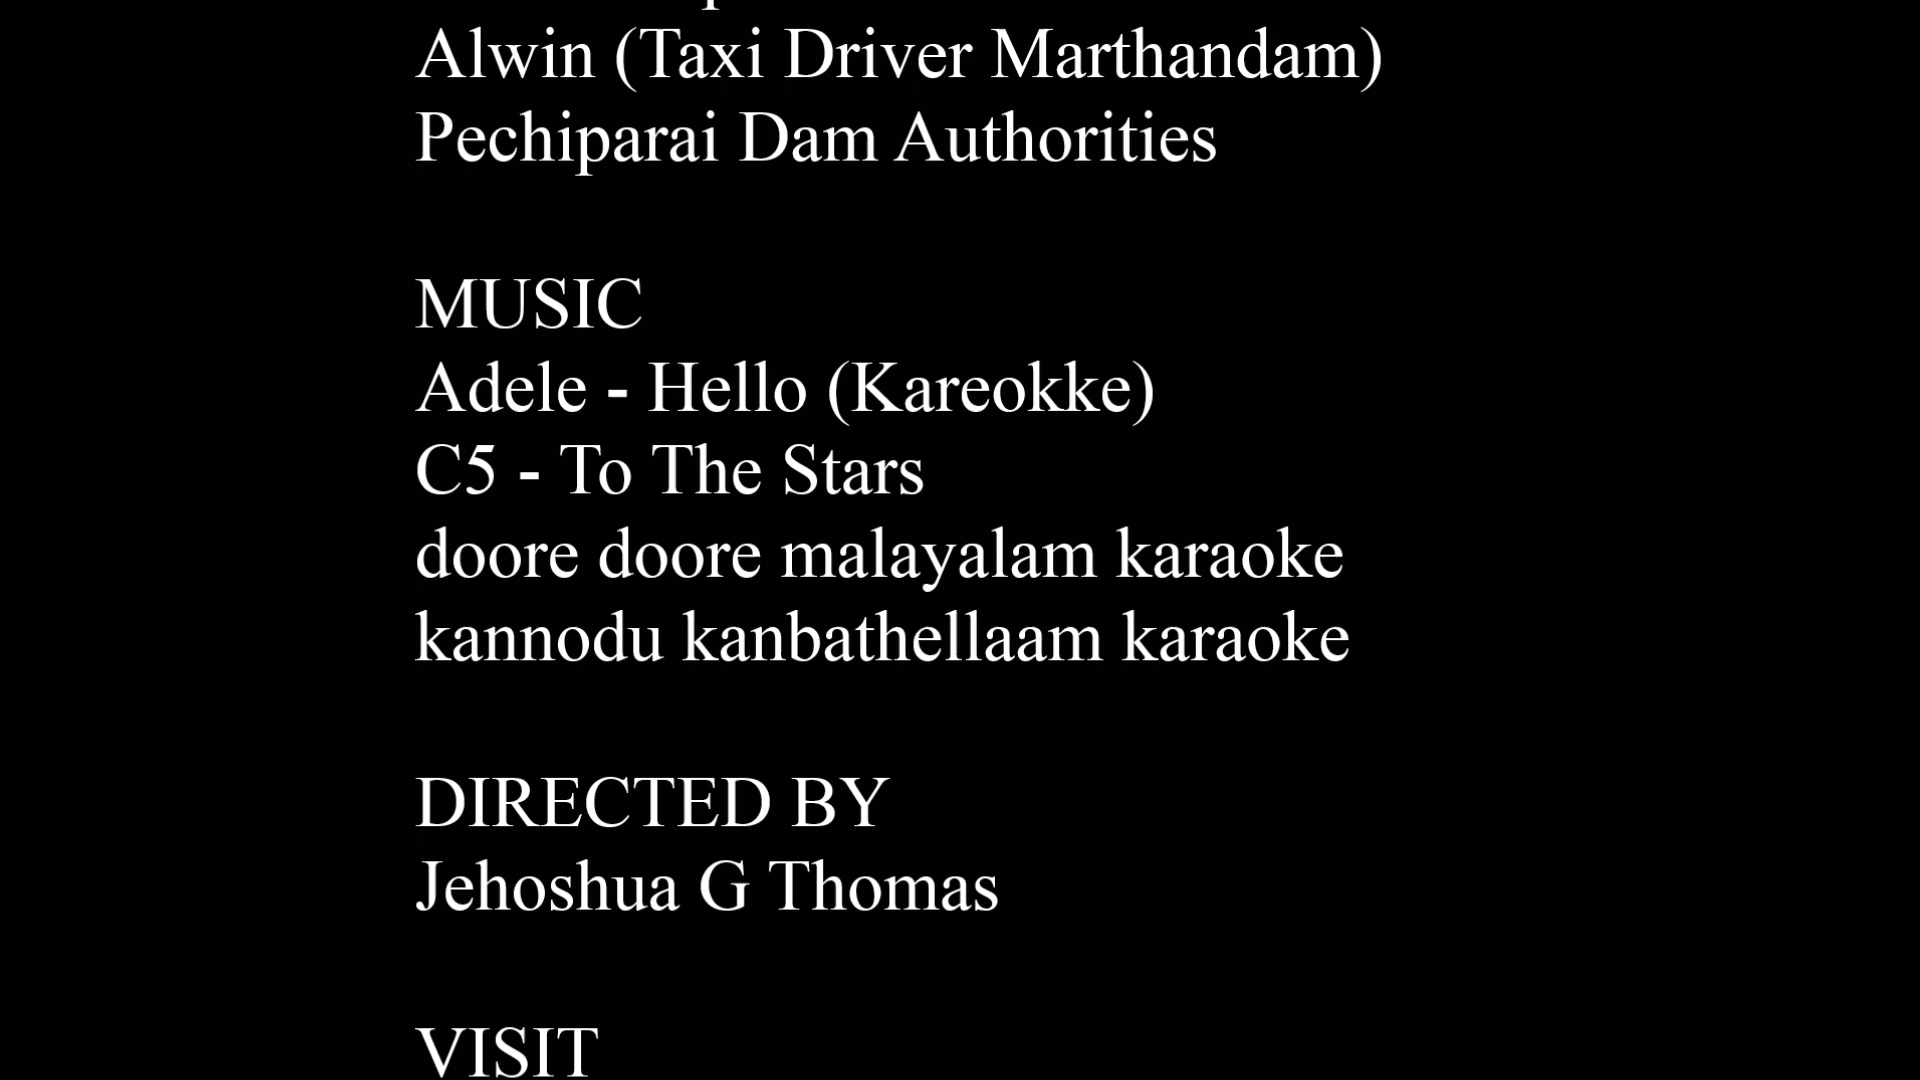 Alwin (Taxi Driver Marthandam)
Pechiparai Dam Authorities
MUSIC
Adele - Hello (Kareokke)
C5 - To The Stars
doore doore malayalam karaoke
kannodu kanbathellaam karaoke
DIRECTED BY
Jehoshua G Thomas
VISIT